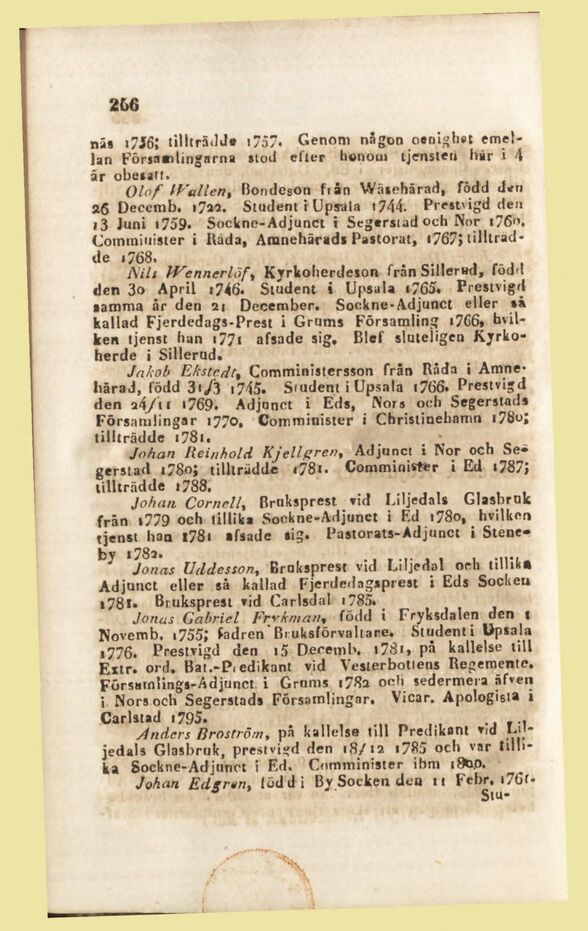 266
näs 1756; tillträdde 1757. Genom någon oenighet emel-
lan Församlingarna stod efter honom tjensten här i 4
år obesatt.
Olof Wallen, Bondeson från Wäsehärad, född den
26 Decemb. 1722. Student i Upsala 1744. Prestvigd den
13 Juni 1759. Sockne-Adjunct i Segerstad och Nor 1760.
Comminister i Råda, Amnehärads Pastorat, 1767; tillträd-
de 1768.
Nils Wennerlöf, Kyrkoherdeson från Sillerud, född
den 30 April 1746. Student i Upsala 1765. Prestvigd
samma år den 21 December. Sockne-Adjunct eller så
kallad Fjerdedags-Prest i Grums Församling 1766, hvil-
ken tjenst han 1771 afsade sig. Blef sluteligen Kyrko-
herde i Sillerud.
Jakob Ekstedt, Comministersson från Råda i Amne-
härad, född 31/3 1745. Student i Upsala 1766. Prestvigd
den 24/11 1769. Adjunct i Eds, Nors och Segerstads
Församlingar 1770. Comminister i Christinehamn 1780;
tillträdde 1781.
Johan Reinhold Kjellgren, Adjunct i Nor och Se-
gerstad 1780; tillträdde 1781. Comminister i Ed 1787;
tillträdde 1788.
Johan Cornell, Bruksprest vid Liljedals Glasbruk
från 1779 och tillika Sockne-Adjunct i Ed 1780, hvilken
tjenst han 1781 afsade sig. Pastorats-Adjunct i Stene-
by 1782.
Jonas Uddesson, Bruksprest vid Liljedal och tillika
Adjunct eller så kallad Fjerdedagsprest i Eds Socken
1781. Bruksprest vid Carlsdal 1785.
Jonas Gabriel Frykman, född i Fryksdalen den 1
Novemb. 1755; fadren Bruksförvaltare. Student i Upsala
1776. Prestvigd den 15 Decemb. 1781, på kallelse till
Extr. ord. Bat.-Predikant vid Vesterbottens Regemente.
Församlings-Adjunct i Grums 1782 och sedermera äfven
i Nors och Segerstads Församlingar. Vicar. Apologista i
Carlstad 1795.
Anders Broström, på kallelse till Predikant vid Lil-
jedals Glasbruk, prestvigd den 18/12 1785 och var tilli-
ka Sockne-Adjunct i Ed. Comminister ibm 1800.
Johan Edgren, född i By Socken den 11 Febr. 1761.
Stu-